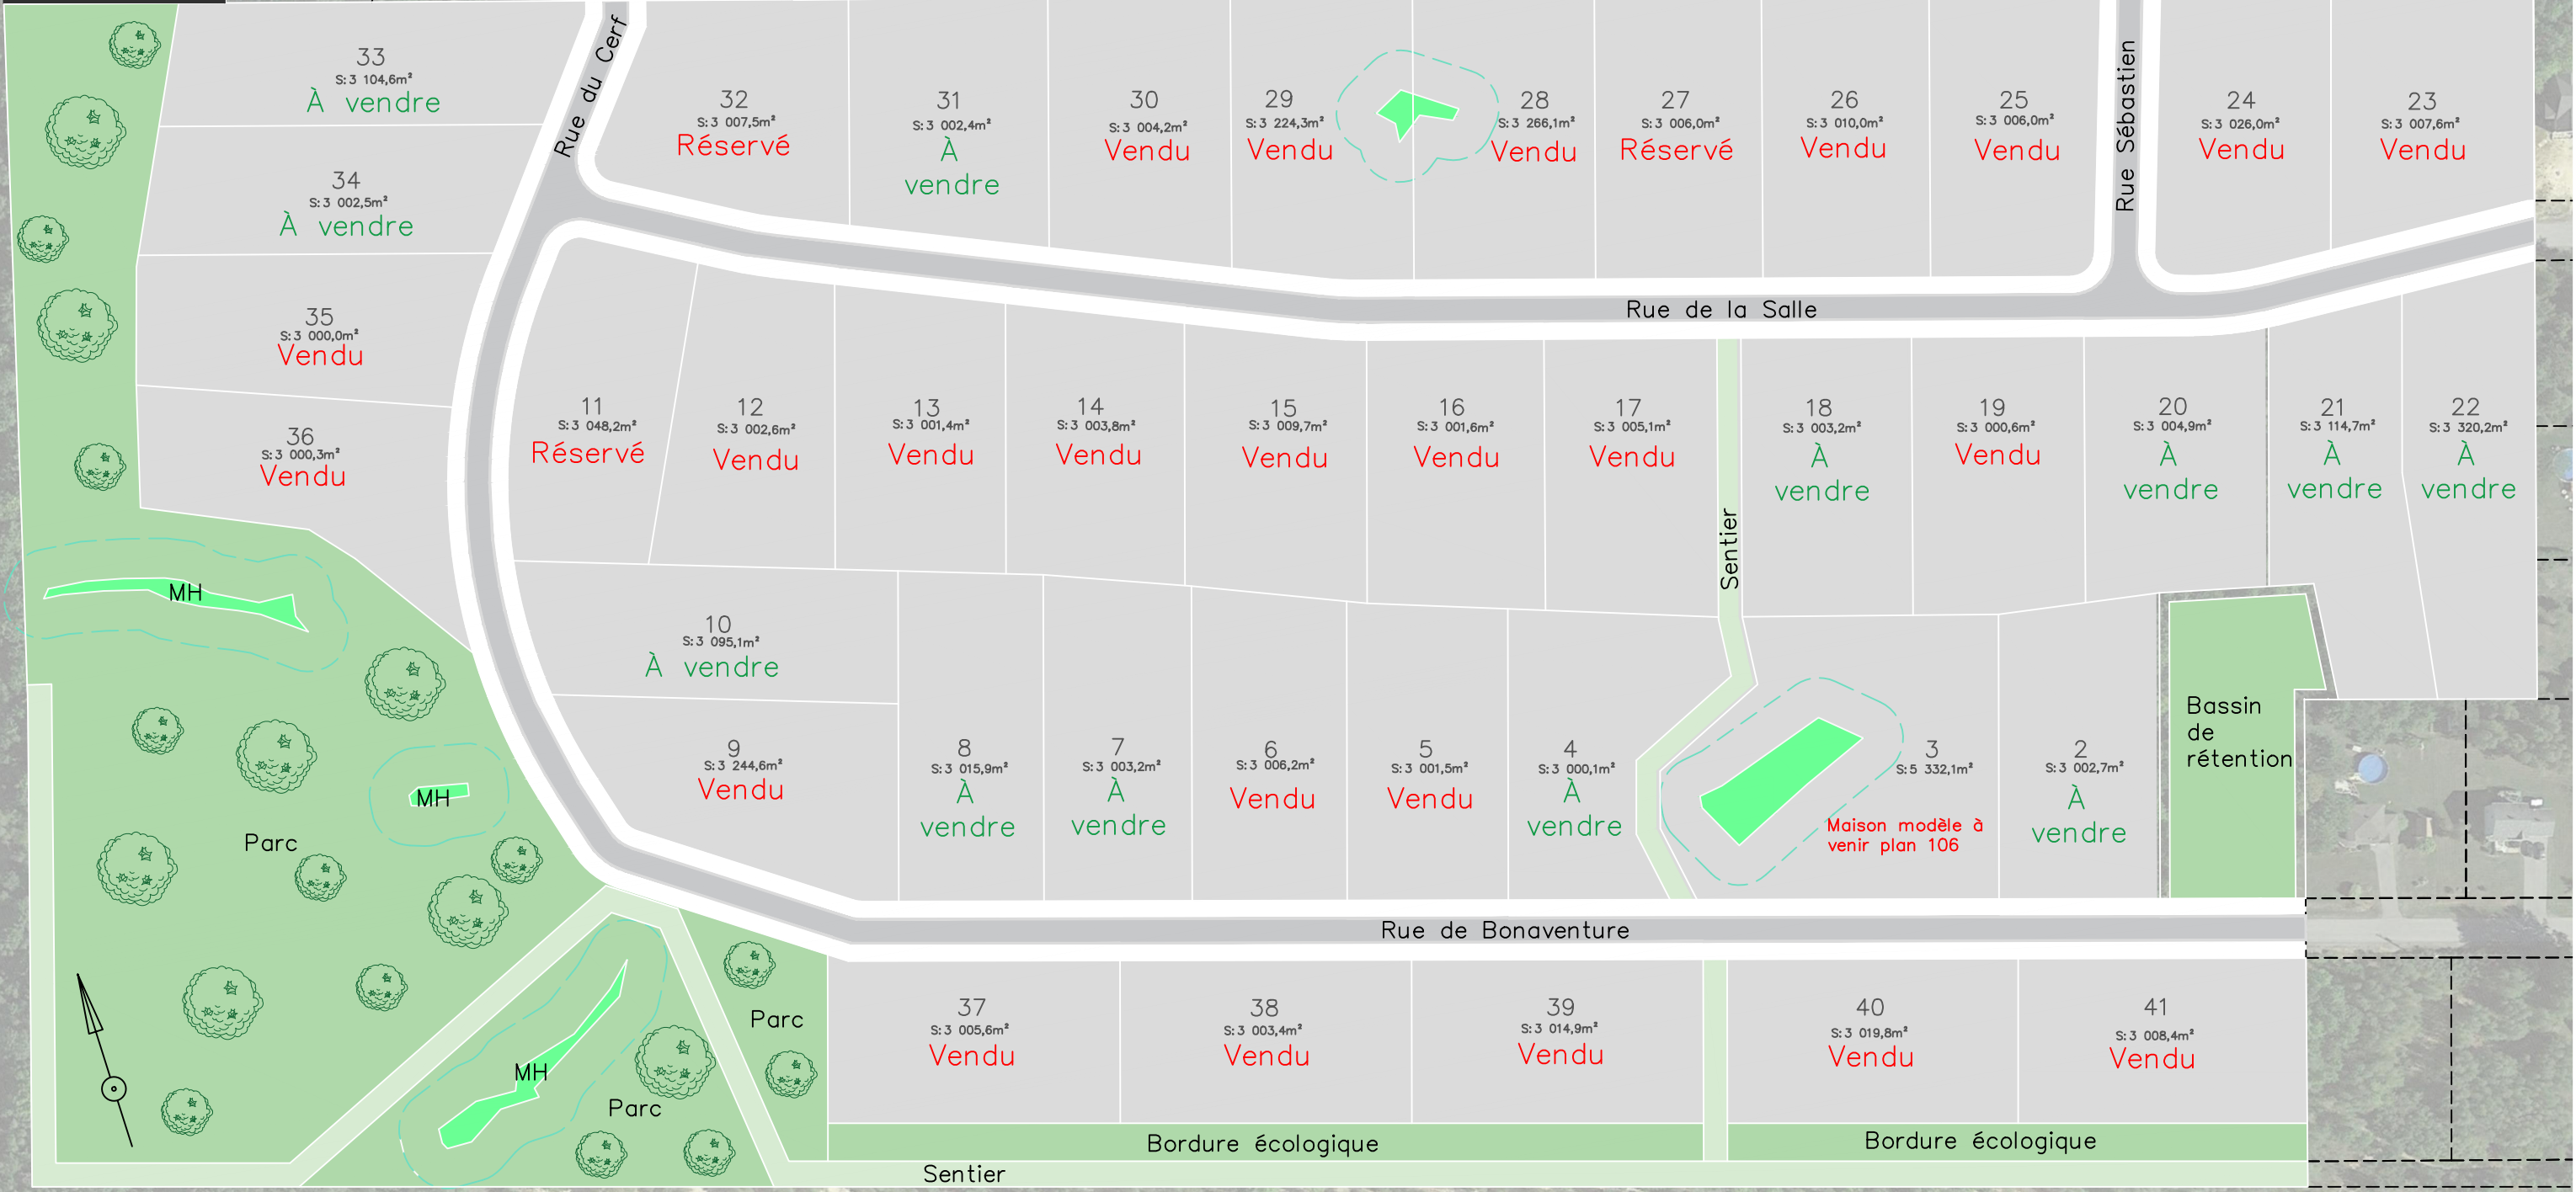 33
S:3 104,6m²
À vendre
34
S:3 002,5m²
À vendre
35
S:3 000,0m²
Vendu
36
S:3 000,3m²
Vendu
Rue du Cerf
32
S:3 007,5m²
Réservé
31
S:3 002,4m²
À
vendre
30
S:3 004,2m²
Vendu
29
S:3 224,3m²
Vendu
28
S:3 266,1m²
Vendu
27
S:3 006,0m²
Réservé
26
S:3 010,0m²
Vendu
25
S:3 006,0m²
Vendu
Rue Sébastien
24
S:3 026,0m²
Vendu
23
S:3 007,6m²
Vendu
Rue de la Salle
11
S:3 048,2m²
Réservé
12
S:3 002,6m²
Vendu
13
S:3 001,4m²
Vendu
14
S:3 003,8m²
Vendu
15
S:3 009,7m²
Vendu
16
S:3 001,6m²
Vendu
17
S:3 005,1m²
Vendu
Sentier
18
S:3 003,2m²
À
vendre
19
S:3 000,6m²
Vendu
20
S:3 004,9m²
À
vendre
21
S:3 114,7m²
À
vendre
22
S:3 320,2m²
À
vendre
MH
10
S:3 095,1m²
À vendre
9
S:3 244,6m²
Vendu
8
S:3 015,9m²
À
vendre
7
S:3 003,2m²
À
vendre
6
S:3 006,2m²
Vendu
5
S:3 001,5m²
Vendu
4
S:3 000,1m²
À
vendre
3
S:5 332,1m²
Maison modèle à
venir plan 106
2
S:3 002,7m²
À
vendre
Bassin
de
rétention
MH
Parc
Rue de Bonaventure
37
S:3 005,6m²
Vendu
38
S:3 003,4m²
Vendu
39
S:3 014,9m²
Vendu
40
S:3 019,8m²
Vendu
41
S:3 008,4m²
Vendu
Parc
MH
Parc
Bordure écologique
Bordure écologique
Sentier